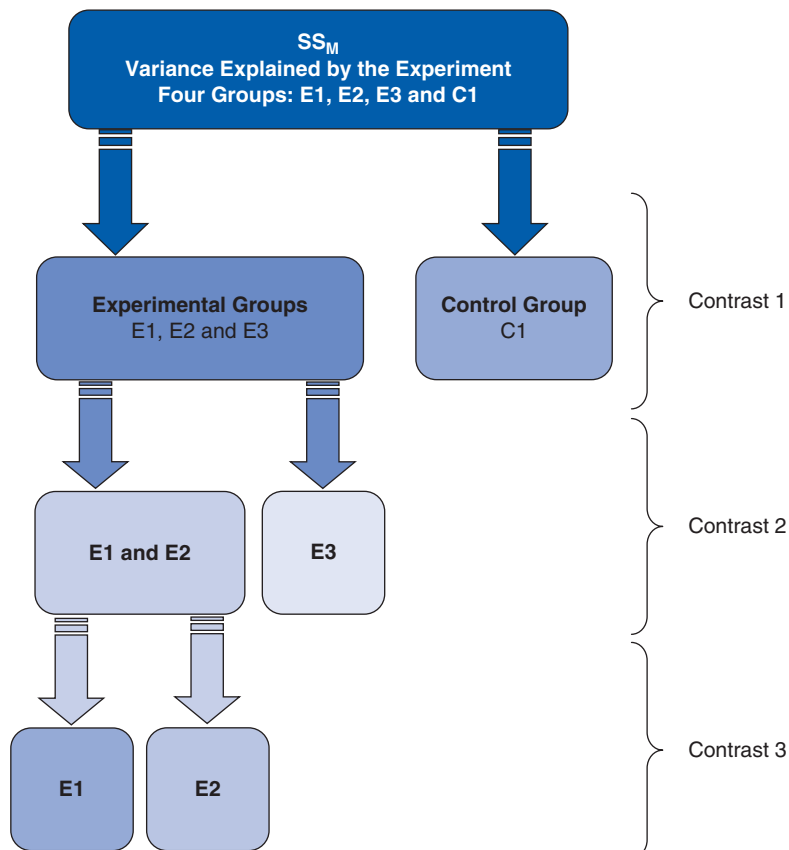 SSM
Variance Explained by the Experiment
Four Groups: E1, E2, E3 and C1
Experimental Groups
E1, E2 and E3
Control Group
C1
Contrast 1
E1 and E2
E3
Contrast 2
E1
E2
Contrast 3